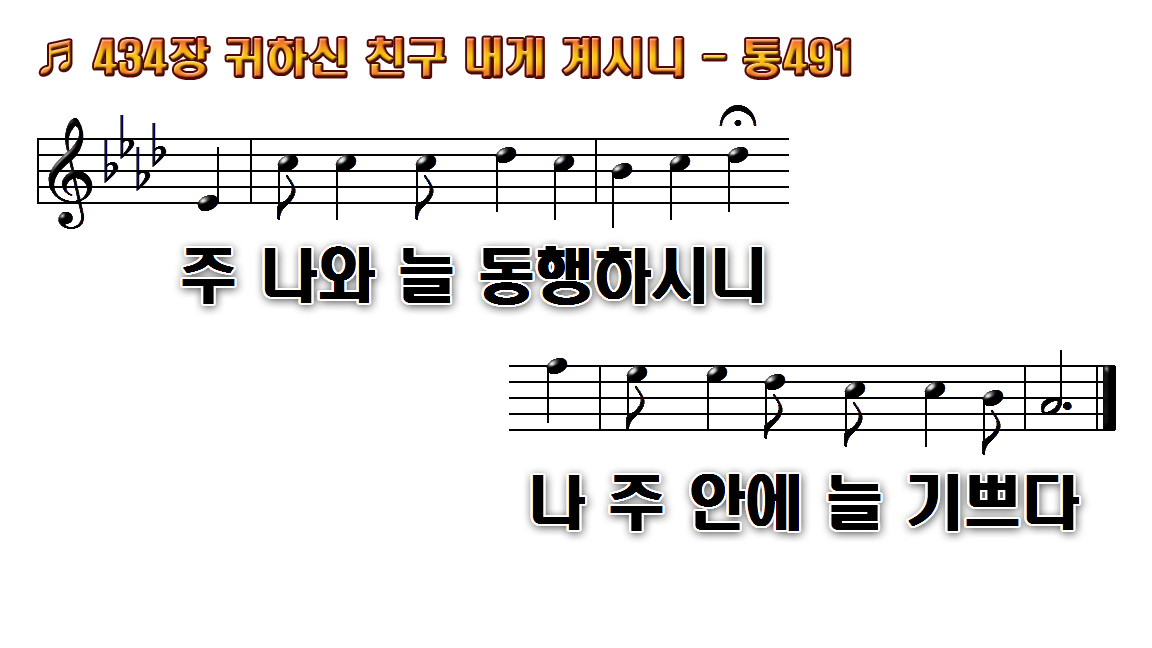 ♬ 434장 귀하신 친구 내게 계시니 - 통491
주 나와 늘 동행하시니
나 주 안에 늘 기쁘다